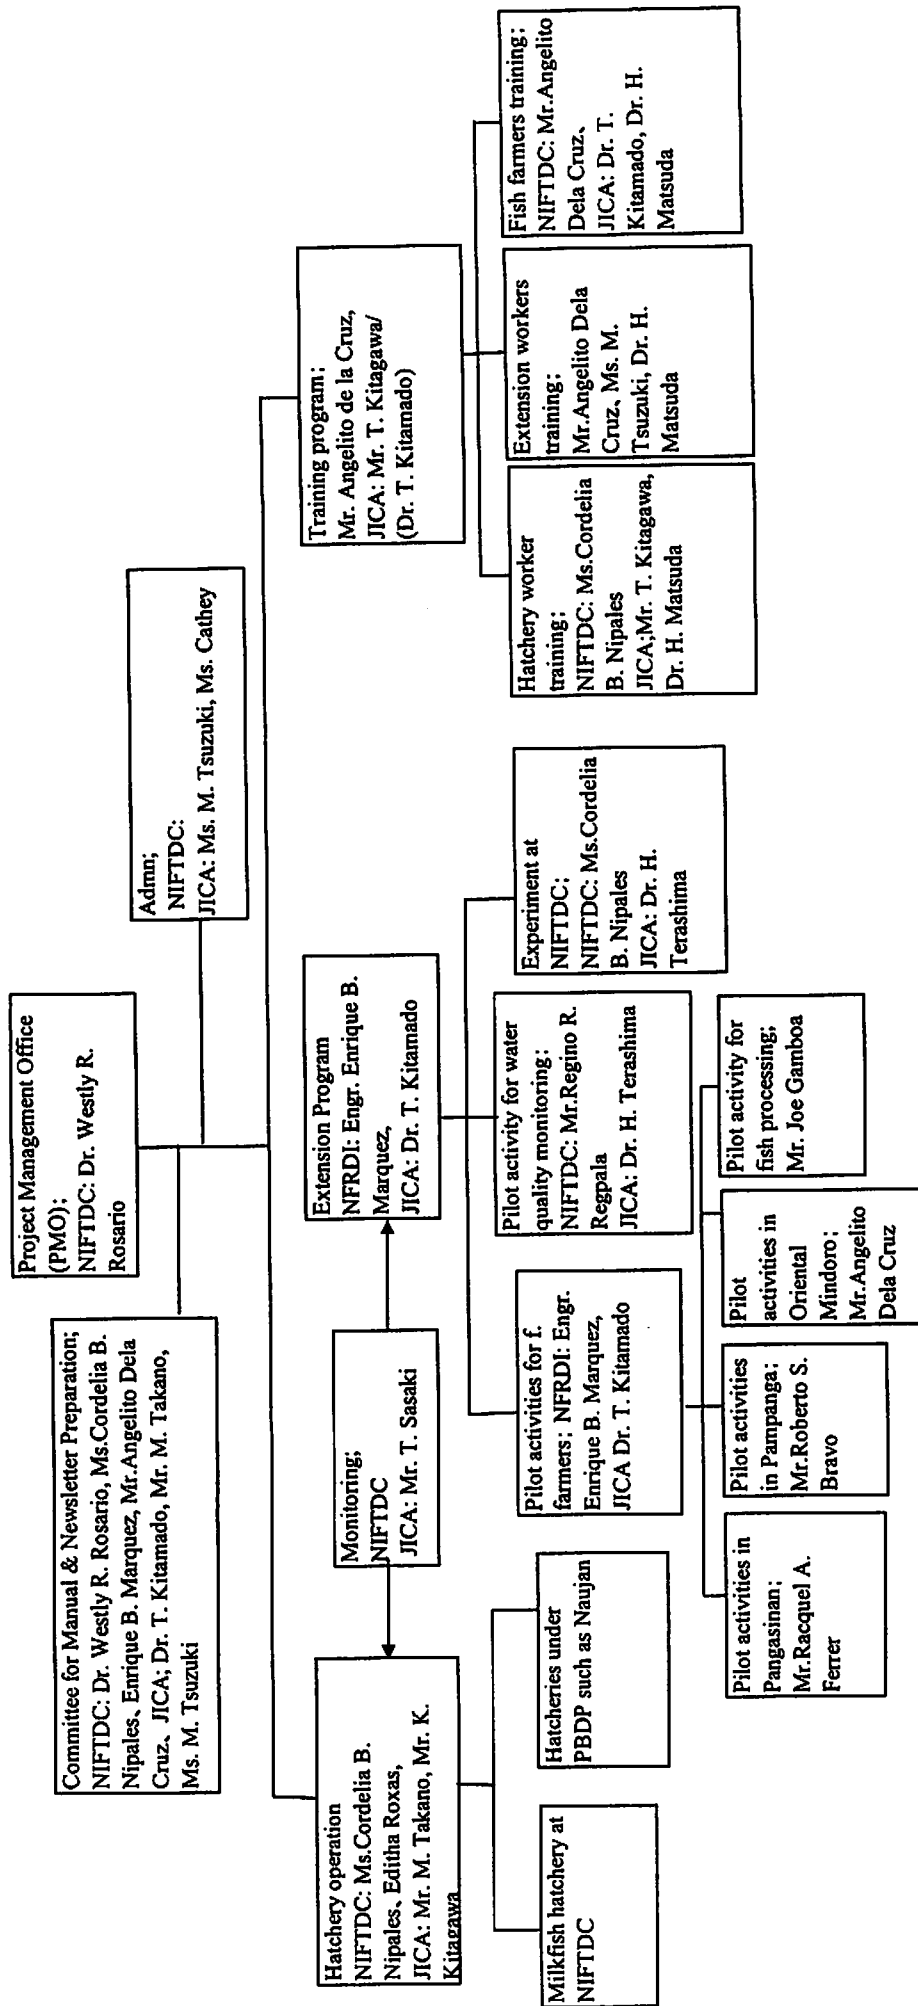 Project Management Office
(PMO);
NIFTDC: Dr. Westly R.
Rosario
Committee for Manual & Newsletter Preparation;
NIFTDC: Dr. Westly R. Rosario, Ms.Cordelia B.
Nipales、Enrique B. Marquez, Mr.Angelito Dela
Cruz、JICA; Dr. T. Kitamado, Mr. M. Takano,
Ms. M. Tsuzuki
Admn;
NIFTDC:
JICA: Ms. M. Tsuzuki, Ms. Cathey
Hatchery operation
NIFTDC: Ms.Cordelia B.
Nipales、Editha Roxas,
JICA: Mr. M. Takano, Mr. K.
Kitagawa
Monitoring;
NIFTDC
JICA: Mr. T. Sasaki
Extension Program
NFRDI: Engr. Enrique B.
Marquez,
JICA: Dr. T. Kitamado
Training program;
Mr. Angelito de la Cruz,
JICA: Mr. T. Kitagawa/
(Dr. T. Kitamado)
Milkfish hatchery at
NIFTDC
Hatcheries under
PBDP such as Naujan
Pilot activities for f.
farmers; NFRDI: Engr.
Enrique B. Marquez,
JICA Dr. T. Kitamado
Pilot activity for water
quality monitoring;
NIFTDC: Mr.Regino R.
Regpala
JICA: Dr. H. Terashima
Experiment at
NIFTDC;
NIFTDC: Ms.Cordelia
B. Nipales
JICA: Dr. H.
Terashima
Hatchery worker
training;
NIFTDC: Ms.Cordelia
B. Nipales
JICA;Mr. T. Kitagawa,
Dr. H. Matsuda
Extension workers
training;
Mr.Angelito Dela
Cruz、Ms. M.
Tsuzuki, Dr. H.
Matsuda
Fish farmers training;
NIFTDC: Mr.Angelito
Dela Cruz、
JICA: Dr. T.
Kitamado, Dr. H.
Matsuda
Pilot activities in
Pangasinan;
Mr.Racquel A.
Ferrer
Pilot activities
in Pampanga;
Mr.Roberto S.
Bravo
Pilot
activities in
Oriental
Mindoro;
Mr.Angelito
Dela Cruz
Pilot activity for
fish processing;
Mr. Joe Gamboa